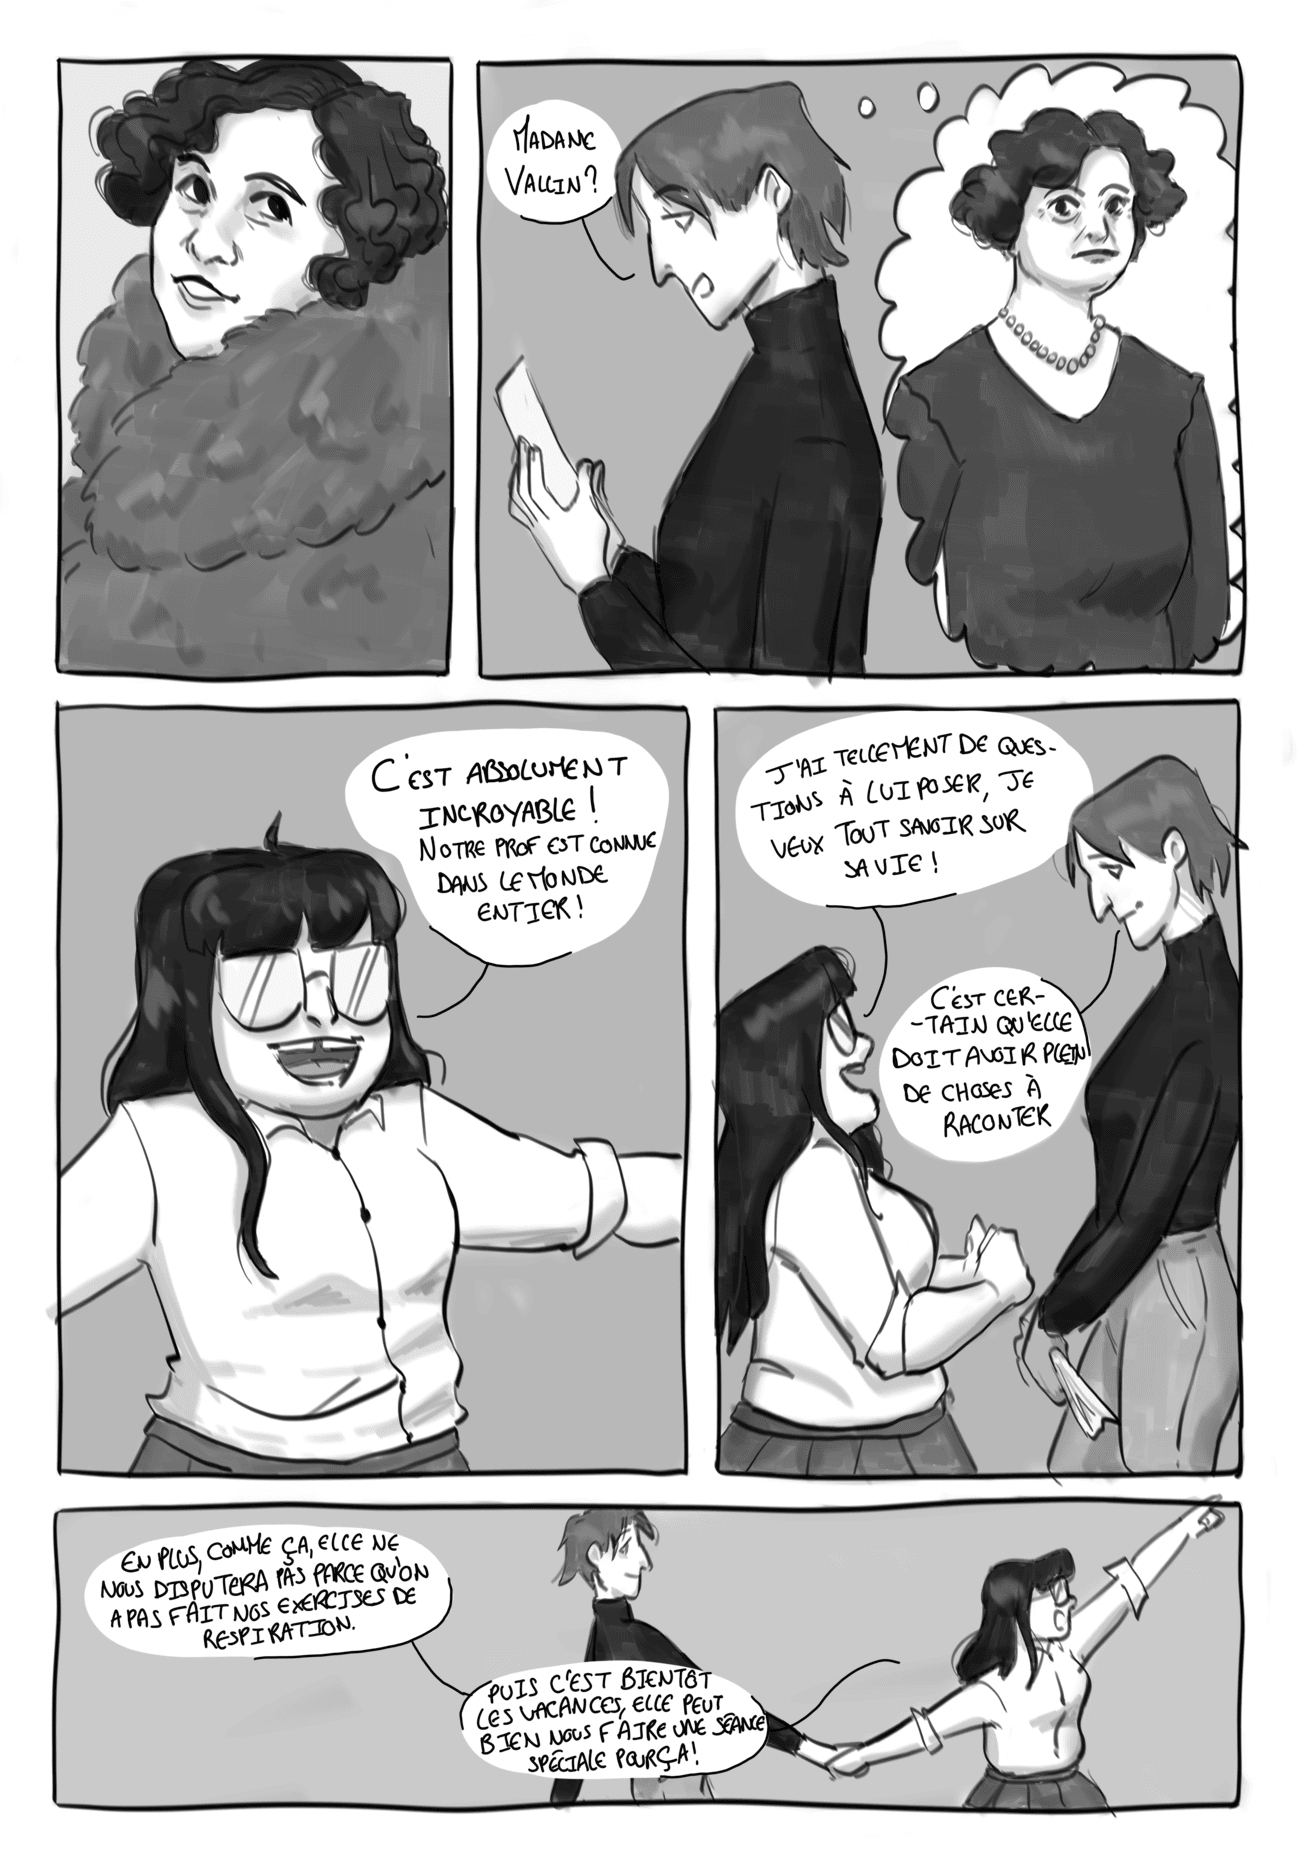 MADAME
VALLIN?
C'EST ABSOLUMENT
INCROYABLE !
NOTRE PROF EST CONNUE
DANS LE MONDE
ENTIER !
J'AI TELLEMENT DE QUES-
TIONS À LUI POSER, JE
VEUX TOUT SAVOIR SUR
SA VIE !
C'EST CER-
-TAIN QU'ELLE
DOIT AVOIR PLEIN
DE CHOSES À
RACONTER
EN PLUS, COMME ÇA, ELLE NE
NOUS DISPUTERA PAS PARCE QU'ON
A PAS FAIT NOS EXERCISES DE
RESPIRATION.
PUIS C'EST BIENTÔT
LES VACANCES, ELLE PEUT
BIEN NOUS FAIRE UNE SÉANCE
SPÉCIALE POUR ÇA !